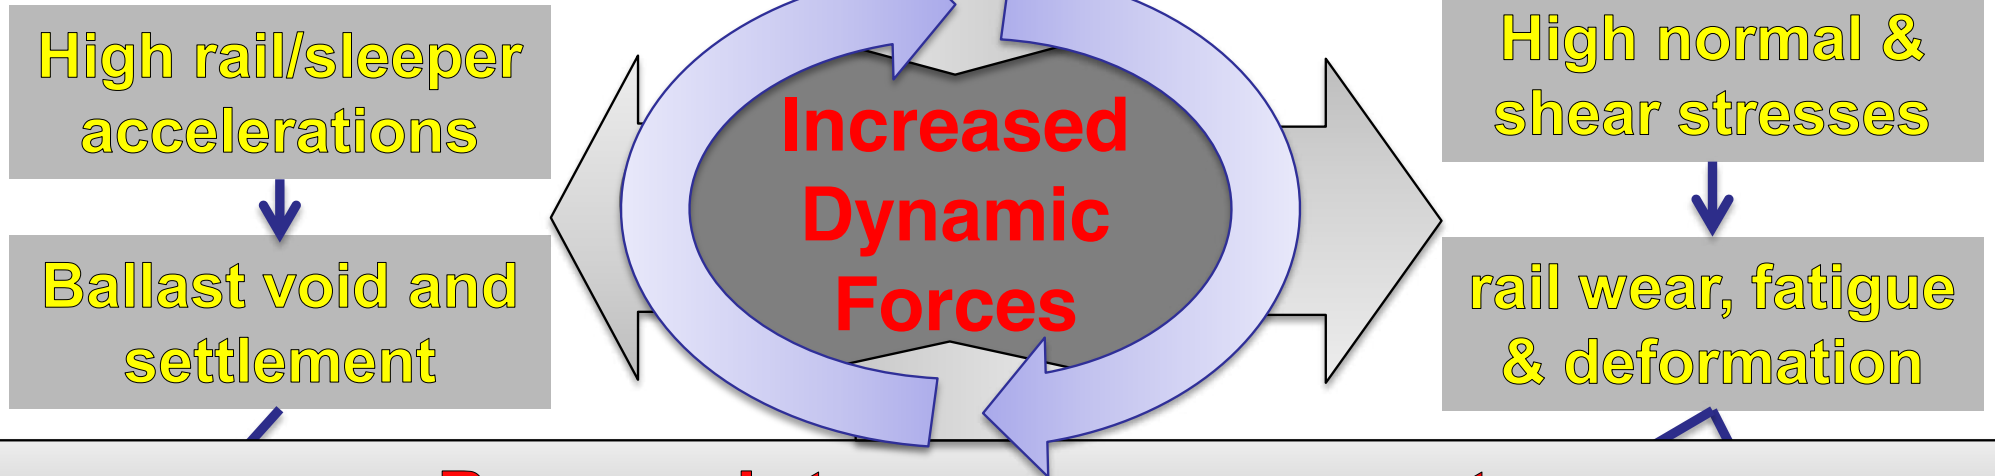 High rail/sleeper
accelerations
Ballast void and
settlement
Increased
Dynamic
Forces
High normal &
shear stresses
rail wear, fatigue
& deformation